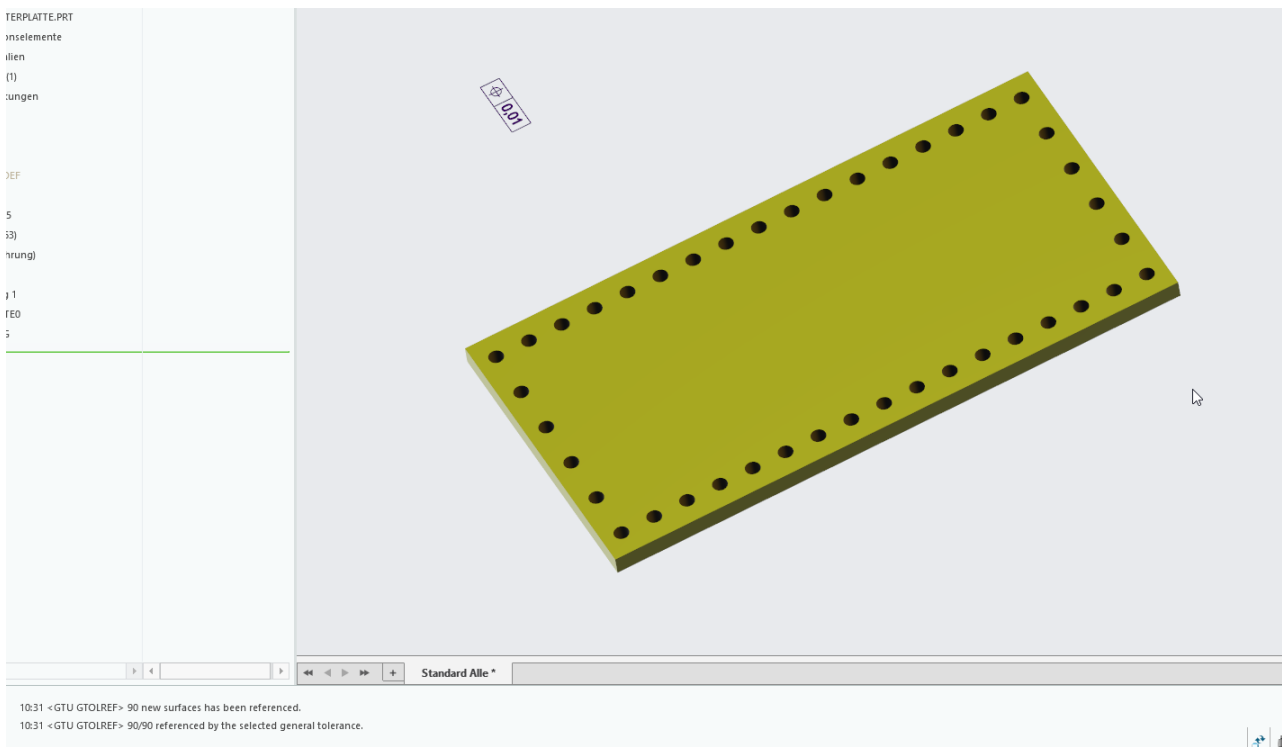 TERPLATTE.PRT
onselemente
alien
(1)
kungen
DEF
5
53)
hrung)
g 1
TE0
G
0,01
Standard Alle *
10:31 <GTU GTOLREF> 90 new surfaces has been referenced.
10:31 <GTU GTOLREF> 90/90 referenced by the selected general tolerance.